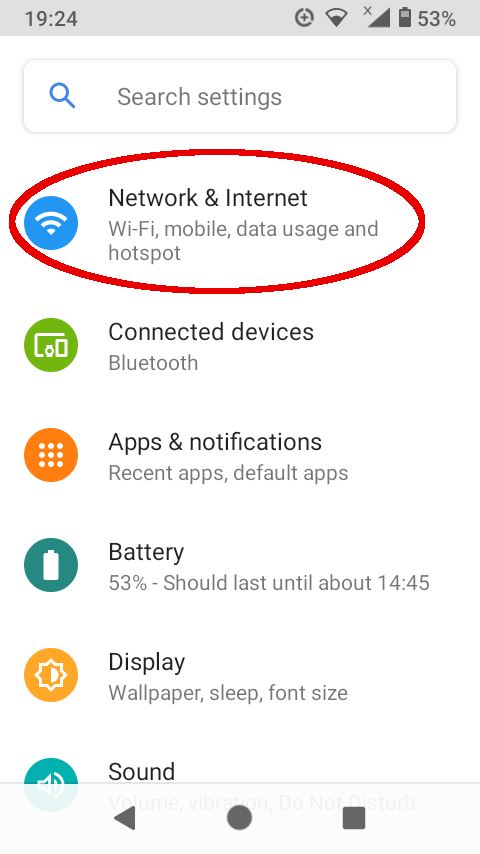 19:24
x
53%
Search settings
Network & Internet
Wi-Fi, mobile, data usage and
hotspot
Connected devices
Bluetooth
Apps & notifications
Recent apps, default apps
Battery
53% - Should last until about 14:45
Display
Wallpaper, sleep, font size
Sound
Volume, vibration, Do Not Disturb